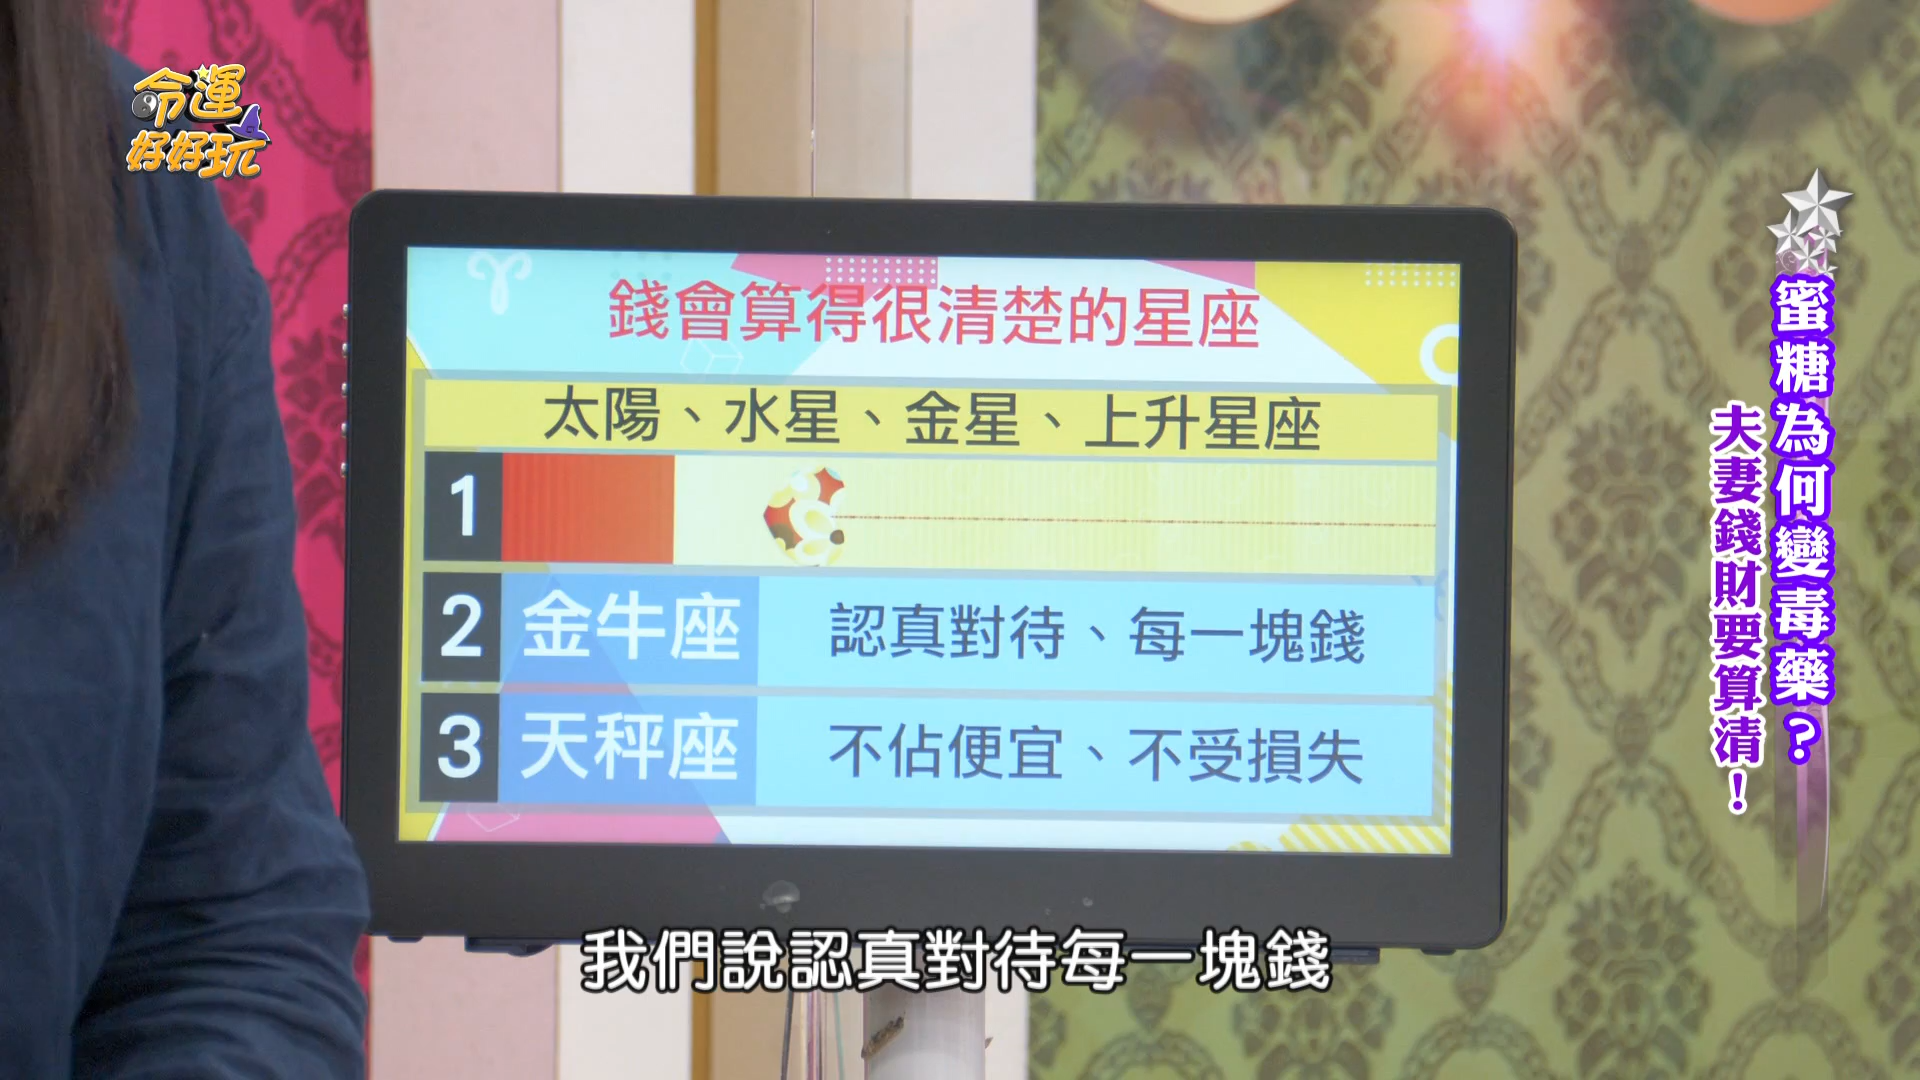 命運
好好玩
錢會算得很清楚的星座
太陽、水星、金星、上升星座
1
2 金牛座 認真對待、每一塊錢
3 天秤座 不佔便宜、不受損失
蜜糖為何變毒藥？
夫妻錢財要算清！
我們說認真對待每一塊錢